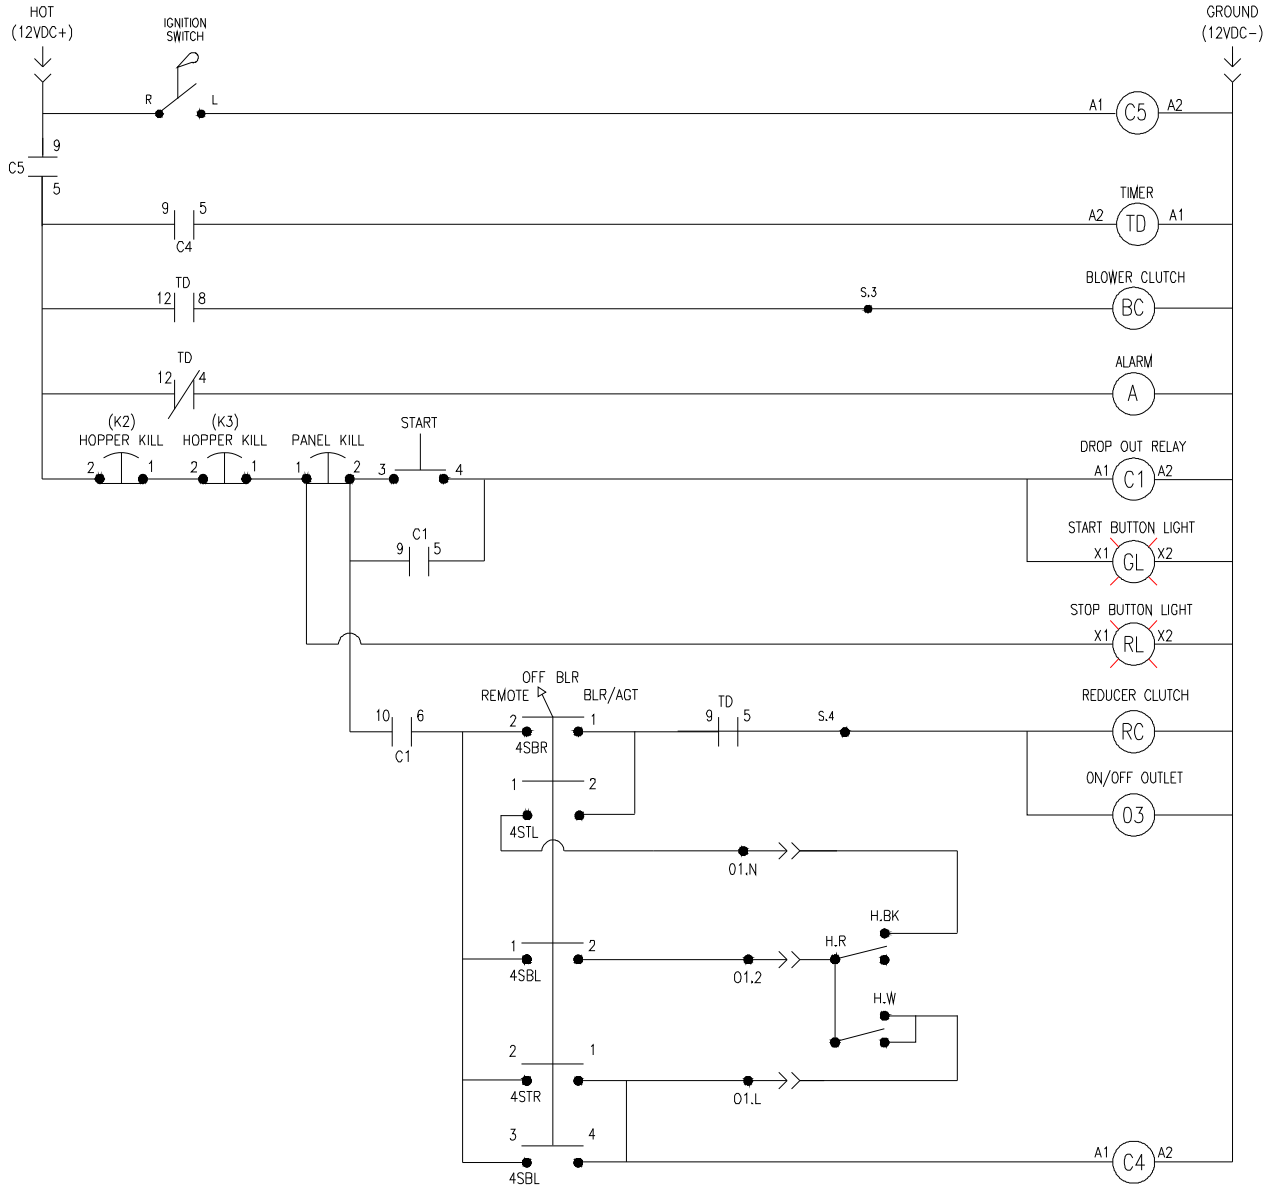 HOT
(12VDC+)
IGNITION
SWITCH
GROUND
(12VDC-)
R
L
A1
C5
A2
9
C5
5
TIMER
9
5
C4
A2
TD
A1
BLOWER CLUTCH
TD
12
8
S.3
BC
ALARM
TD
12
4
A
(K2)
HOPPER KILL
(K3)
HOPPER KILL
PANEL KILL
START
DROP OUT RELAY
2
1
2
1
1
2
3
4
A1
C1
A2
START BUTTON LIGHT
C1
9
5
X1
GL
X2
STOP BUTTON LIGHT
X1
RL
X2
OFF BLR
REMOTE
BLR/AGT
REDUCER CLUTCH
10
6
C1
2
1
4SBR
TD
9
5
S.4
RC
ON/OFF OUTLET
1
2
4STL
03
01.N
H.BK
1
2
4SBL
01.2
H.R
H.W
2
1
4STR
01.L
3
4
4SBL
A1
C4
A2